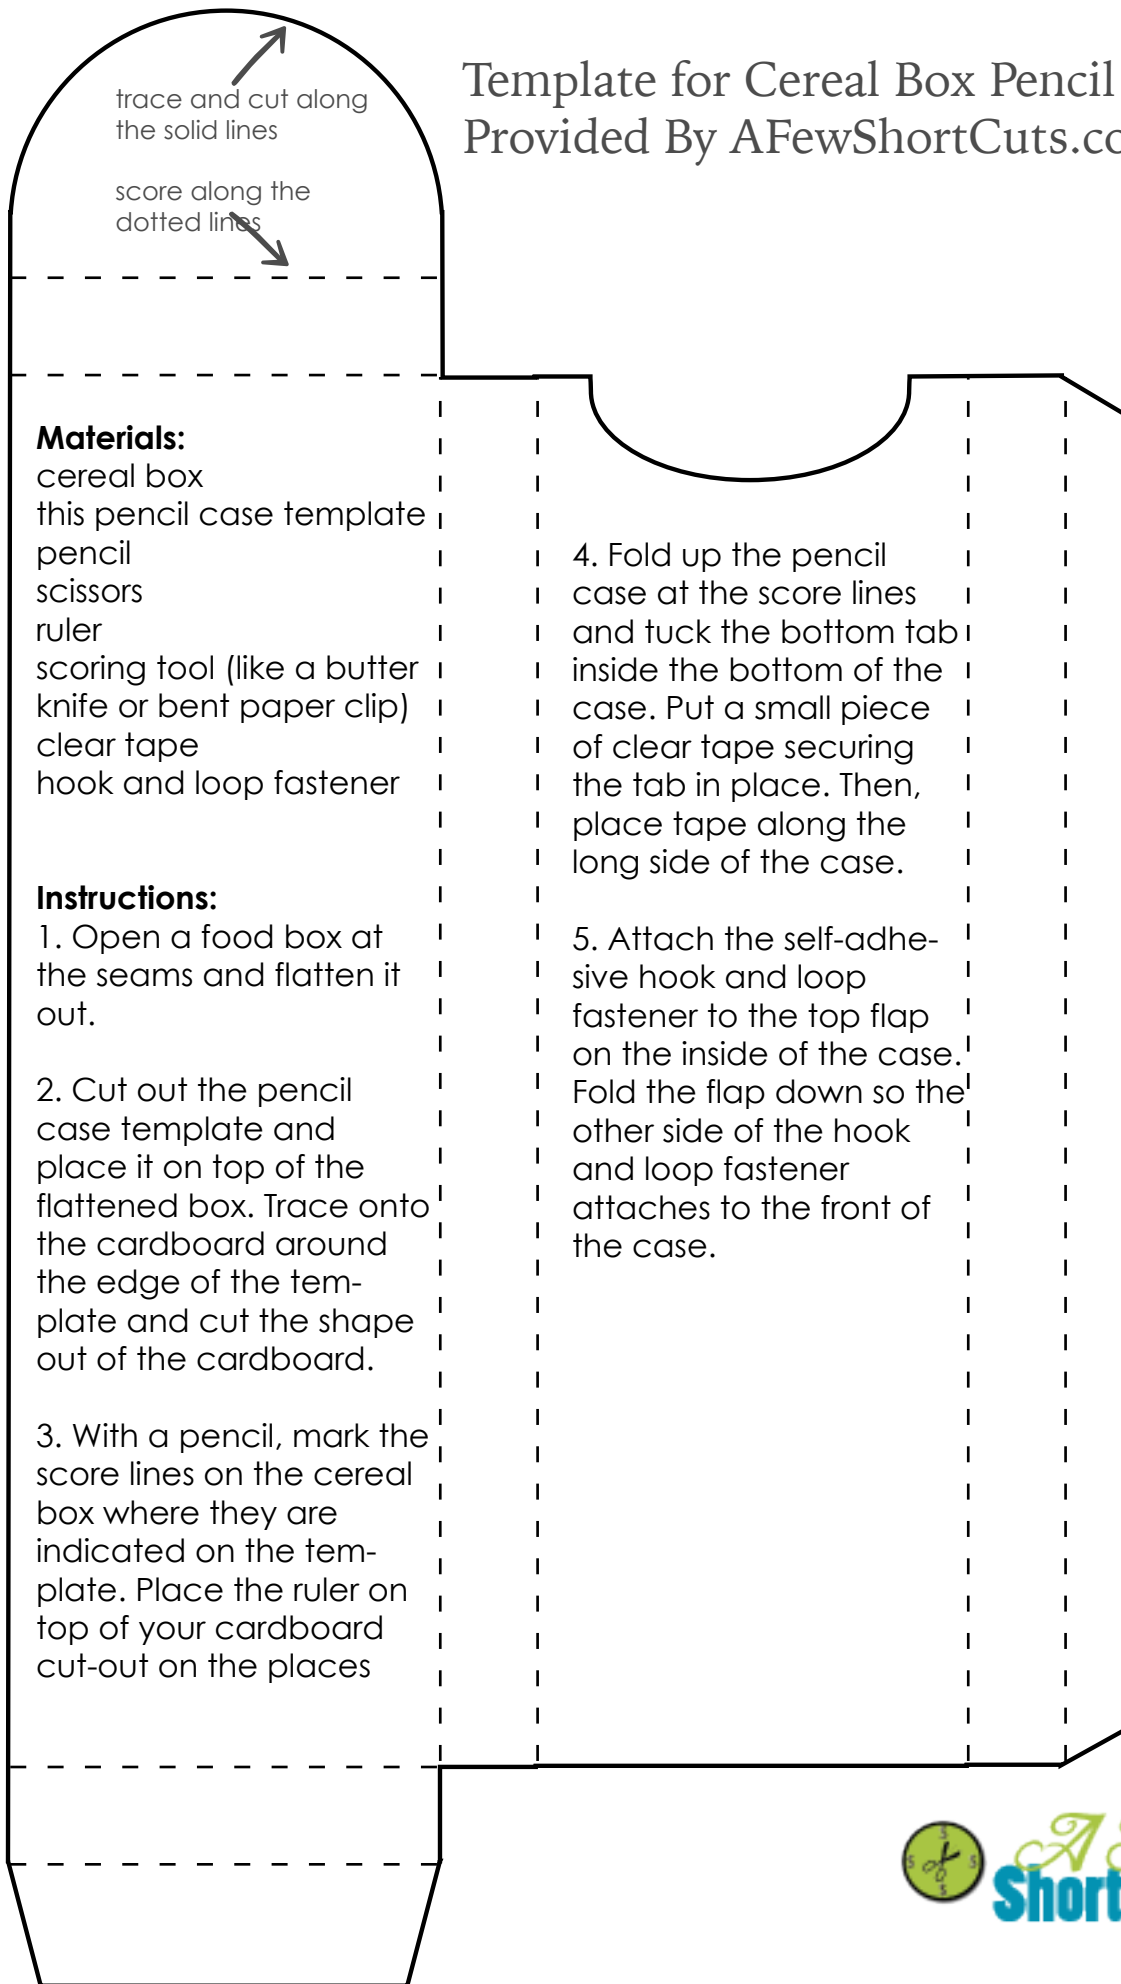 trace and cut along
the solid lines
score along the
dotted lines
Template for Cereal Box Pencil
Provided By AFewShortCuts.co
Materials:
cereal box
this pencil case template
pencil
scissors
ruler
scoring tool (like a butter
knife or bent paper clip)
clear tape
hook and loop fastener
Instructions:
1. Open a food box at
the seams and flatten it
out.
2. Cut out the pencil
case template and
place it on top of the
flattened box. Trace onto
the cardboard around
the edge of the tem-
plate and cut the shape
out of the cardboard.
3. With a pencil, mark the
score lines on the cereal
box where they are
indicated on the tem-
plate. Place the ruler on
top of your cardboard
cut-out on the places
4. Fold up the pencil
case at the score lines
and tuck the bottom tab
inside the bottom of the
case. Put a small piece
of clear tape securing
the tab in place. Then,
place tape along the
long side of the case.
5. Attach the self-adhe-
sive hook and loop
fastener to the top flap
on the inside of the case.
Fold the flap down so the
other side of the hook
and loop fastener
attaches to the front of
the case.
S
S S
S
A
Short